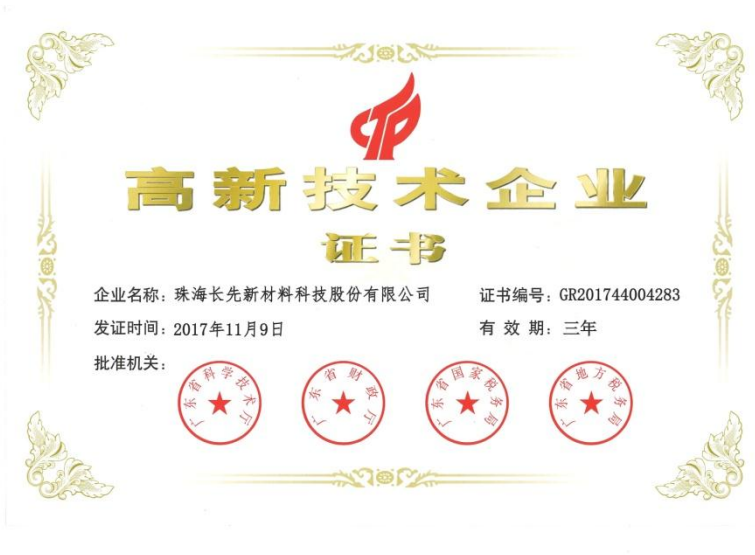 高新技术企业
证书
企业名称：珠海长先新材料科技股份有限公司
证书编号：GR201744004283
发证时间：2017年11月9日
有效期：三年
批准机关：
广东省科学技术厅
广东省财政厅
广东省国家税务局
广东省地方税务局